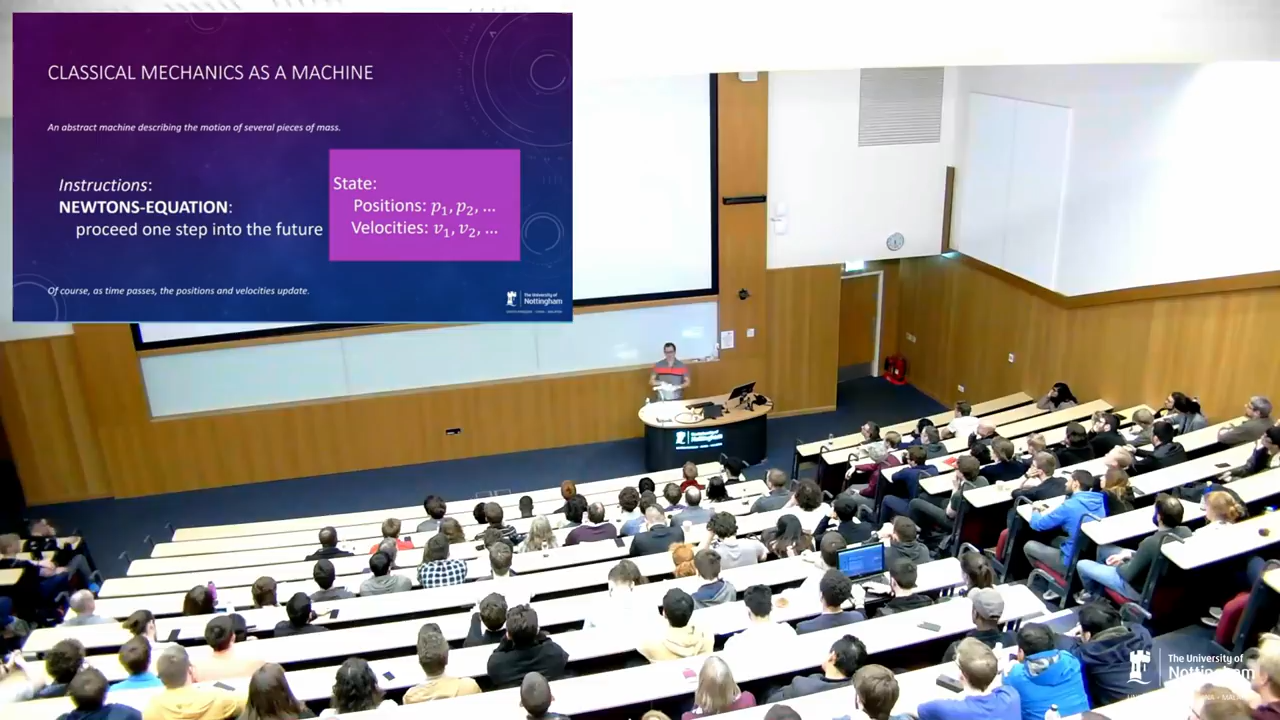 CLASSICAL MECHANICS AS A MACHINE
An abstract machine describing the motion of several pieces of mass.
Instructions:
NEWTONS-EQUATION:
proceed one step into the future
State:
Positions: p₁, p₂, ...
Velocities: v₁, v₂, ...
Of course, as time passes, the positions and velocities update.
The University of
Nottingham
The University of
Nottingham